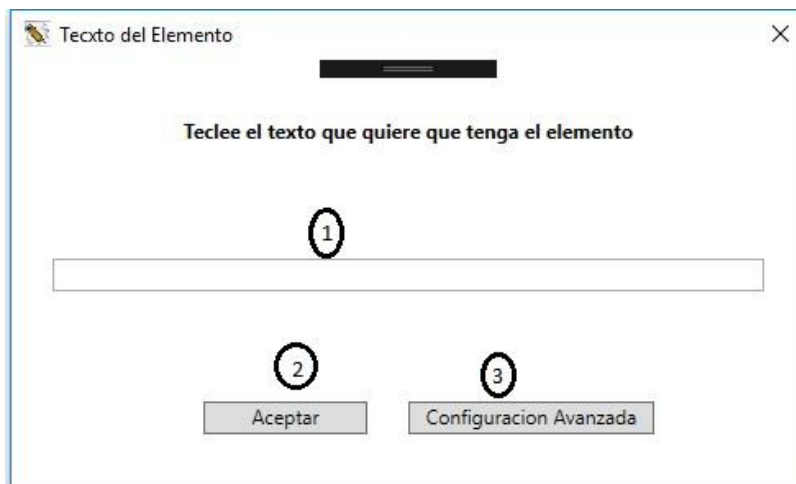 Tecxto del Elemento
Teclee el texto que quiere que tenga el elemento
1
2
3
Aceptar
Configuracion Avanzada